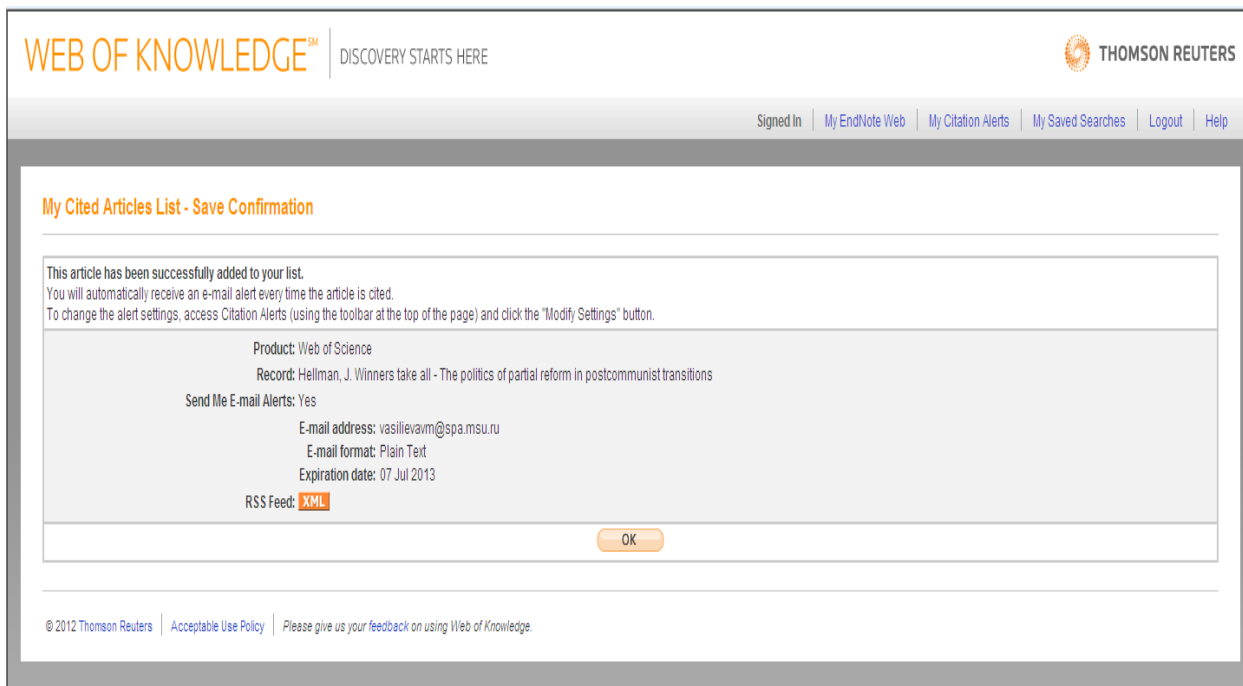 WEB OF KNOWLEDGE℠ DISCOVERY STARTS HERE
THOMSON REUTERS
Signed In | My EndNote Web | My Citation Alerts | My Saved Searches | Logout | Help
My Cited Articles List - Save Confirmation
This article has been successfully added to your list.
You will automatically receive an e-mail alert every time the article is cited.
To change the alert settings, access Citation Alerts (using the toolbar at the top of the page) and click the "Modify Settings" button.
Product: Web of Science
Record: Hellman, J. Winners take all - The politics of partial reform in postcommunist transitions
Send Me E-mail Alerts: Yes
E-mail address: vasilievavm@spa.msu.ru
E-mail format: Plain Text
Expiration date: 07 Jul 2013
RSS Feed: XML
OK
© 2012 Thomson Reuters | Acceptable Use Policy | Please give us your feedback on using Web of Knowledge.